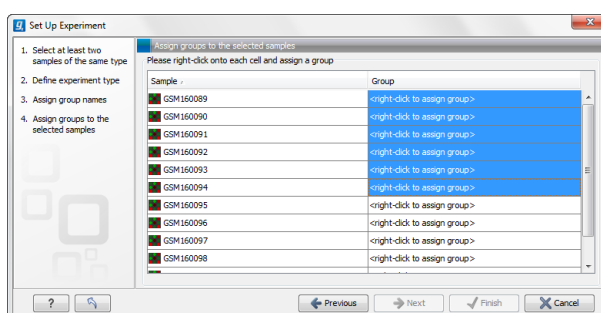 Set Up Experiment
1. Select at least two
samples of the same type
2. Define experiment type
3. Assign group names
4. Assign groups to the
selected samples
Assign groups to the selected samples
Please right-click onto each cell and assign a group
Sample Group
GSM160089 <right-click to assign group>
GSM160090 <right-click to assign group>
GSM160091 <right-click to assign group>
GSM160092 <right-click to assign group>
GSM160093 <right-click to assign group>
GSM160094 <right-click to assign group>
GSM160095 <right-click to assign group>
GSM160096 <right-click to assign group>
GSM160097 <right-click to assign group>
GSM160098 <right-click to assign group>
? Previous Next Finish Cancel